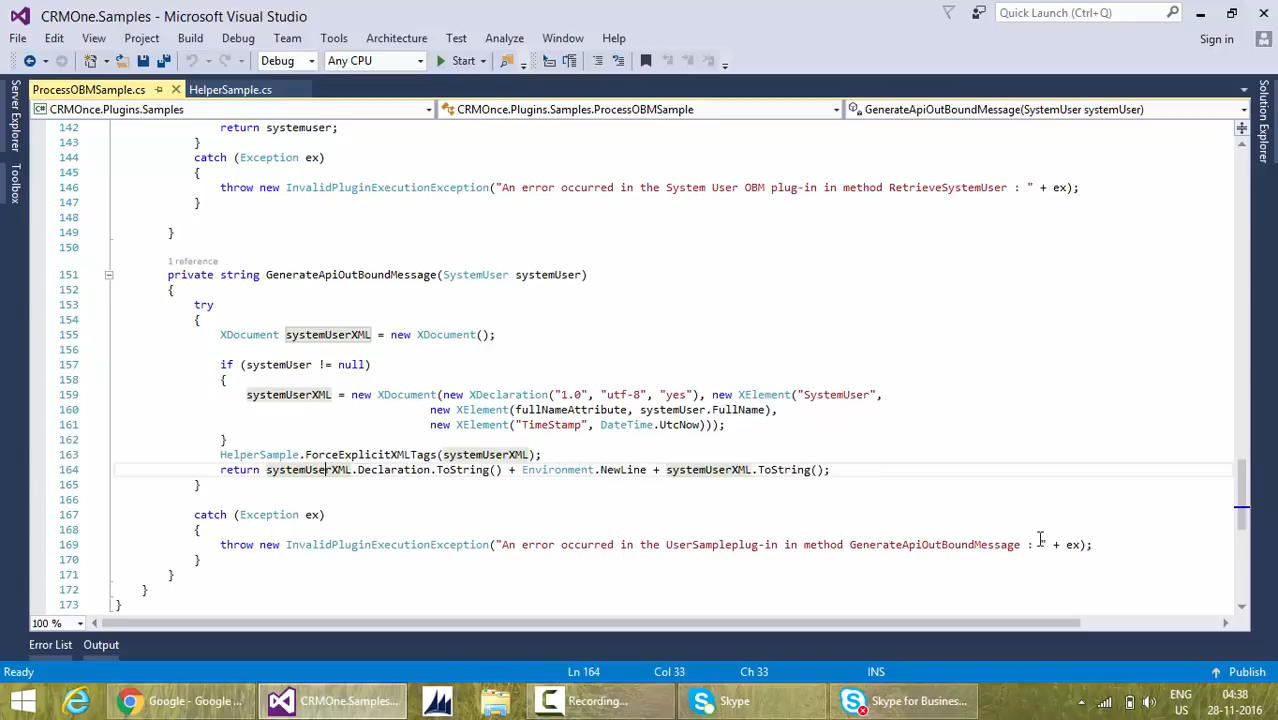 CRMOne.Samples - Microsoft Visual Studio
Quick Launch (Ctrl+Q)
File Edit View Project Build Debug Team Tools Architecture Test Analyze Window Help
Sign in
Debug Any CPU Start
ProcessOBMSample.cs HelperSample.cs
CRMOnce.Plugins.Samples CRMOnce.Plugins.Samples.ProcessOBMSample GenerateApiOutBoundMessage(SystemUser systemUser)
Server Explorer
Toolbox
Solution Explorer
142 return systemuser;
143 }
144 catch (Exception ex)
145 {
146 throw new InvalidPluginExecutionException("An error occurred in the System User OBM plug-in in method RetrieveSystemUser : " + ex);
147 }
148
149 }
150
1 reference
151 private string GenerateApiOutBoundMessage(SystemUser systemUser)
152 {
153 try
154 {
155 XDocument systemUserXML = new XDocument();
156
157 if (systemUser != null)
158 {
159 systemUserXML = new XDocument(new XDeclaration("1.0", "utf-8", "yes"), new XElement("SystemUser",
160 new XElement(fullNameAttribute, systemUser.FullName),
161 new XElement("TimeStamp", DateTime.UtcNow)));
162 }
163 HelperSample.ForceExplicitXMLTags(systemUserXML);
164 return systemUserXML.Declaration.ToString() + Environment.NewLine + systemUserXML.ToString();
165 }
166
167 catch (Exception ex)
168 {
169 throw new InvalidPluginExecutionException("An error occurred in the UserSampleplug-in in method GenerateApiOutBoundMessage : " + ex);
170 }
171 }
172 }
173 }
100 %
Error List Output
Ready Ln 164 Col 33 Ch 33 INS Publish
Google - Google ... CRMOne.Samples... Recording... Skype Skype for Busines...
ENG 04:38
US 28-11-2016